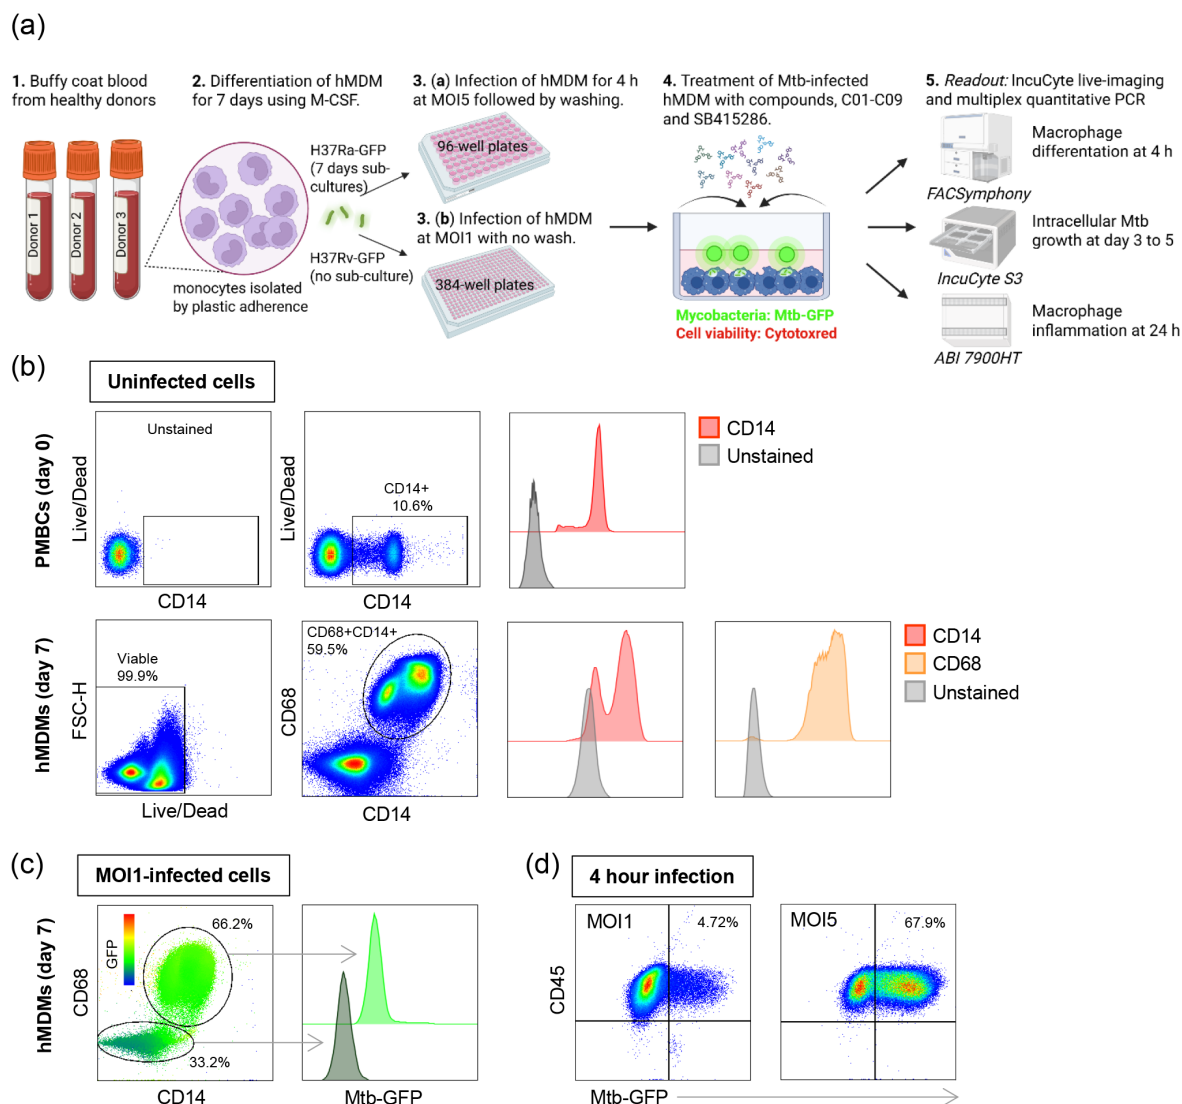 (a)
1. Buffy coat blood
from healthy donors
2. Differentiation of hMDM
for 7 days using M-CSF.
3. (a) Infection of hMDM for 4 h
at MOI5 followed by washing.
4. Treatment of Mtb-infected
hMDM with compounds, C01-C09
and SB415286.
5. Readout: IncuCyte live-imaging
and multiplex quantitative PCR
Donor 1
Donor 2
Donor 3
monocytes isolated
by plastic adherence
H37Ra-GFP
(7 days sub-
cultures)
H37Rv-GFP
(no sub-culture)
96-well plates
3. (b) Infection of hMDM
at MOI1 with no wash.
384-well plates
Mycobacteria: Mtb-GFP
Cell viability: Cytotoxred
Macrophage
differentation at 4 h
FACSymphony
Intracellular Mtb
growth at day 3 to 5
IncuCyte S3
Macrophage
inflammation at 24 h
ABI 7900HT
(b)
Uninfected cells
PMBCs (day 0)
Live/Dead
Unstained
CD14
Live/Dead
CD14+
10.6%
CD14
CD14
Unstained
hMDMs (day 7)
FSC-H
Viable
99.9%
Live/Dead
CD68
CD68+CD14+
59.5%
CD14
CD14
CD68
Unstained
(c)
MOI1-infected cells
hMDMs (day 7)
CD68
GFP
66.2%
33.2%
CD14
Mtb-GFP
(d)
4 hour infection
CD45
MOI1
4.72%
MOI5
67.9%
Mtb-GFP